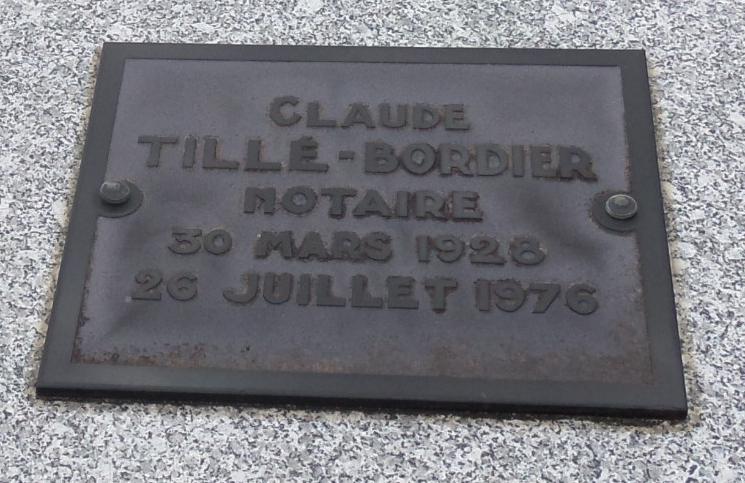 CLAUDE
TILLÉ-BORDIER
NOTAIRE
30 MARS 1928
26 JUILLET 1976